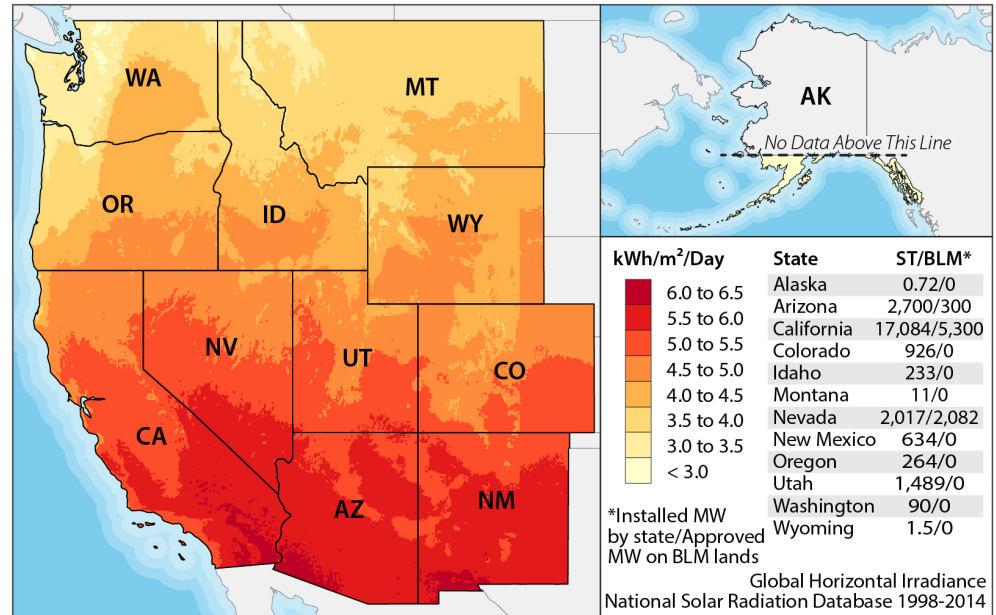 WA
MT
OR
ID
WY
NV
UT
CO
CA
AZ
NM
AK
No Data Above This Line
kWh/m²/Day
6.0 to 6.5
5.5 to 6.0
5.0 to 5.5
4.5 to 5.0
4.0 to 4.5
3.5 to 4.0
3.0 to 3.5
< 3.0
*Installed MW
by state/Approved
MW on BLM lands
State ST/BLM*
Alaska 0.72/0
Arizona 2,700/300
California 17,084/5,300
Colorado 926/0
Idaho 233/0
Montana 11/0
Nevada 2,017/2,082
New Mexico 634/0
Oregon 264/0
Utah 1,489/0
Washington 90/0
Wyoming 1.5/0
Global Horizontal Irradiance
National Solar Radiation Database 1998-2014